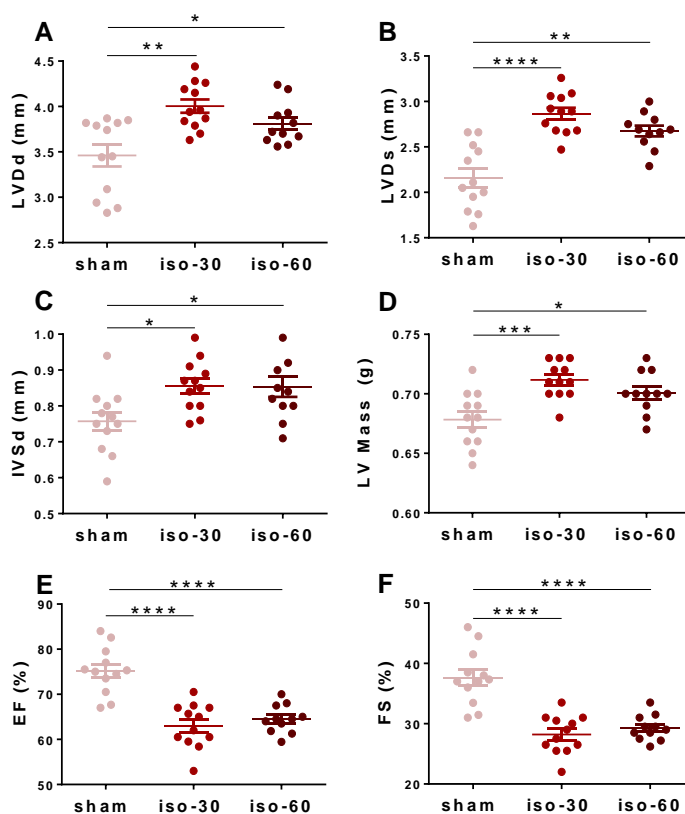 A
B
*
**
**
****
4.5
4.0
3.5
3.0
2.5
LVDd (mm)
sham
iso-30
iso-60
3.5
3.0
2.5
2.0
1.5
LVDs (mm)
sham
iso-30
iso-60
C
D
*
*
*
***
1.0
0.9
0.8
0.7
0.6
0.5
IVSd (mm)
sham
iso-30
iso-60
0.75
0.70
0.65
0.60
LV Mass (g)
sham
iso-30
iso-60
E
F
****
****
****
****
90
80
70
60
50
EF (%)
sham
iso-30
iso-60
50
40
30
20
FS (%)
sham
iso-30
iso-60